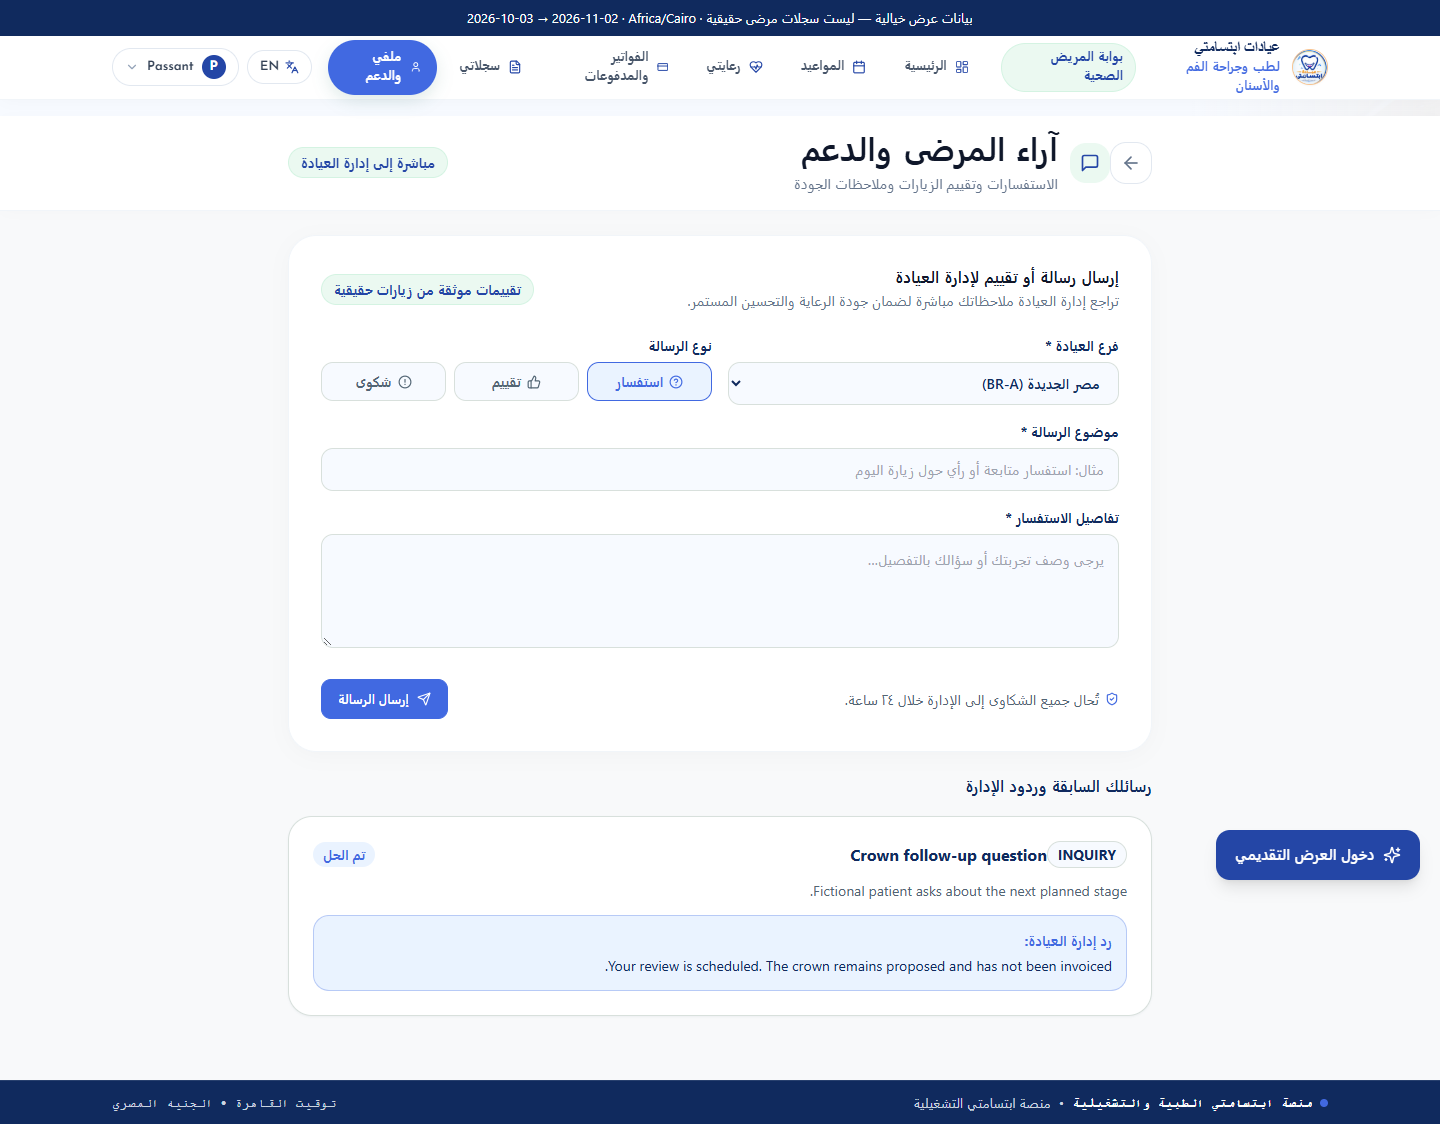 بيانات عرض خيالية — ليست سجلات مرضى حقيقية · Africa/Cairo · 2026-10-03 → 2026-11-02
عيادات ابتسامتي
لطب وجراحة الفم
والأسنان
بوابة المريض
الصحية
الرئيسية
المواعيد
رعايتي
الفواتير
والمدفوعات
سجلاتي
ملفي
والدعم
EN
P Passant
آراء المرضى والدعم
الاستفسارات وتقييم الزيارات وملاحظات الجودة
مباشرة إلى إدارة العيادة
إرسال رسالة أو تقييم لإدارة العيادة
تراجع إدارة العيادة ملاحظاتك مباشرة لضمان جودة الرعاية والتحسين المستمر.
تقييمات موثقة من زيارات حقيقية
فرع العيادة *
مصر الجديدة (BR-A)
نوع الرسالة
استفسار
تقييم
شكوى
موضوع الرسالة *
مثال: استفسار متابعة أو رأي حول زيارة اليوم
تفاصيل الاستفسار *
يرجى وصف تجربتك أو سؤالك بالتفصيل...
تُحال جميع الشكاوى إلى الإدارة خلال ٢٤ ساعة.
إرسال الرسالة
رسائلك السابقة وردود الإدارة
INQUIRY
Crown follow-up question
تم الحل
Fictional patient asks about the next planned stage.
رد إدارة العيادة:
Your review is scheduled. The crown remains proposed and has not been invoiced.
دخول العرض التقديمي
منصة ابتسامتي الطبية والتشغيلية • منصة ابتسامتي التشغيلية
توقيت القاهرة • الجنيه المصري